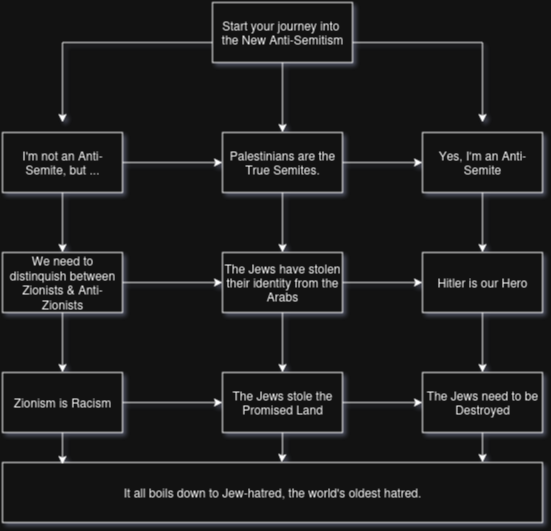 Start your journey into
the New Anti-Semitism
I'm not an Anti-
Semite, but ...
Palestinians are the
True Semites.
Yes, I'm an Anti-
Semite
We need to
distinquish between
Zionists & Anti-
Zionists
The Jews have stolen
their identity from the
Arabs
Hitler is our Hero
Zionism is Racism
The Jews stole the
Promised Land
The Jews need to be
Destroyed
It all boils down to Jew-hatred, the world's oldest hatred.